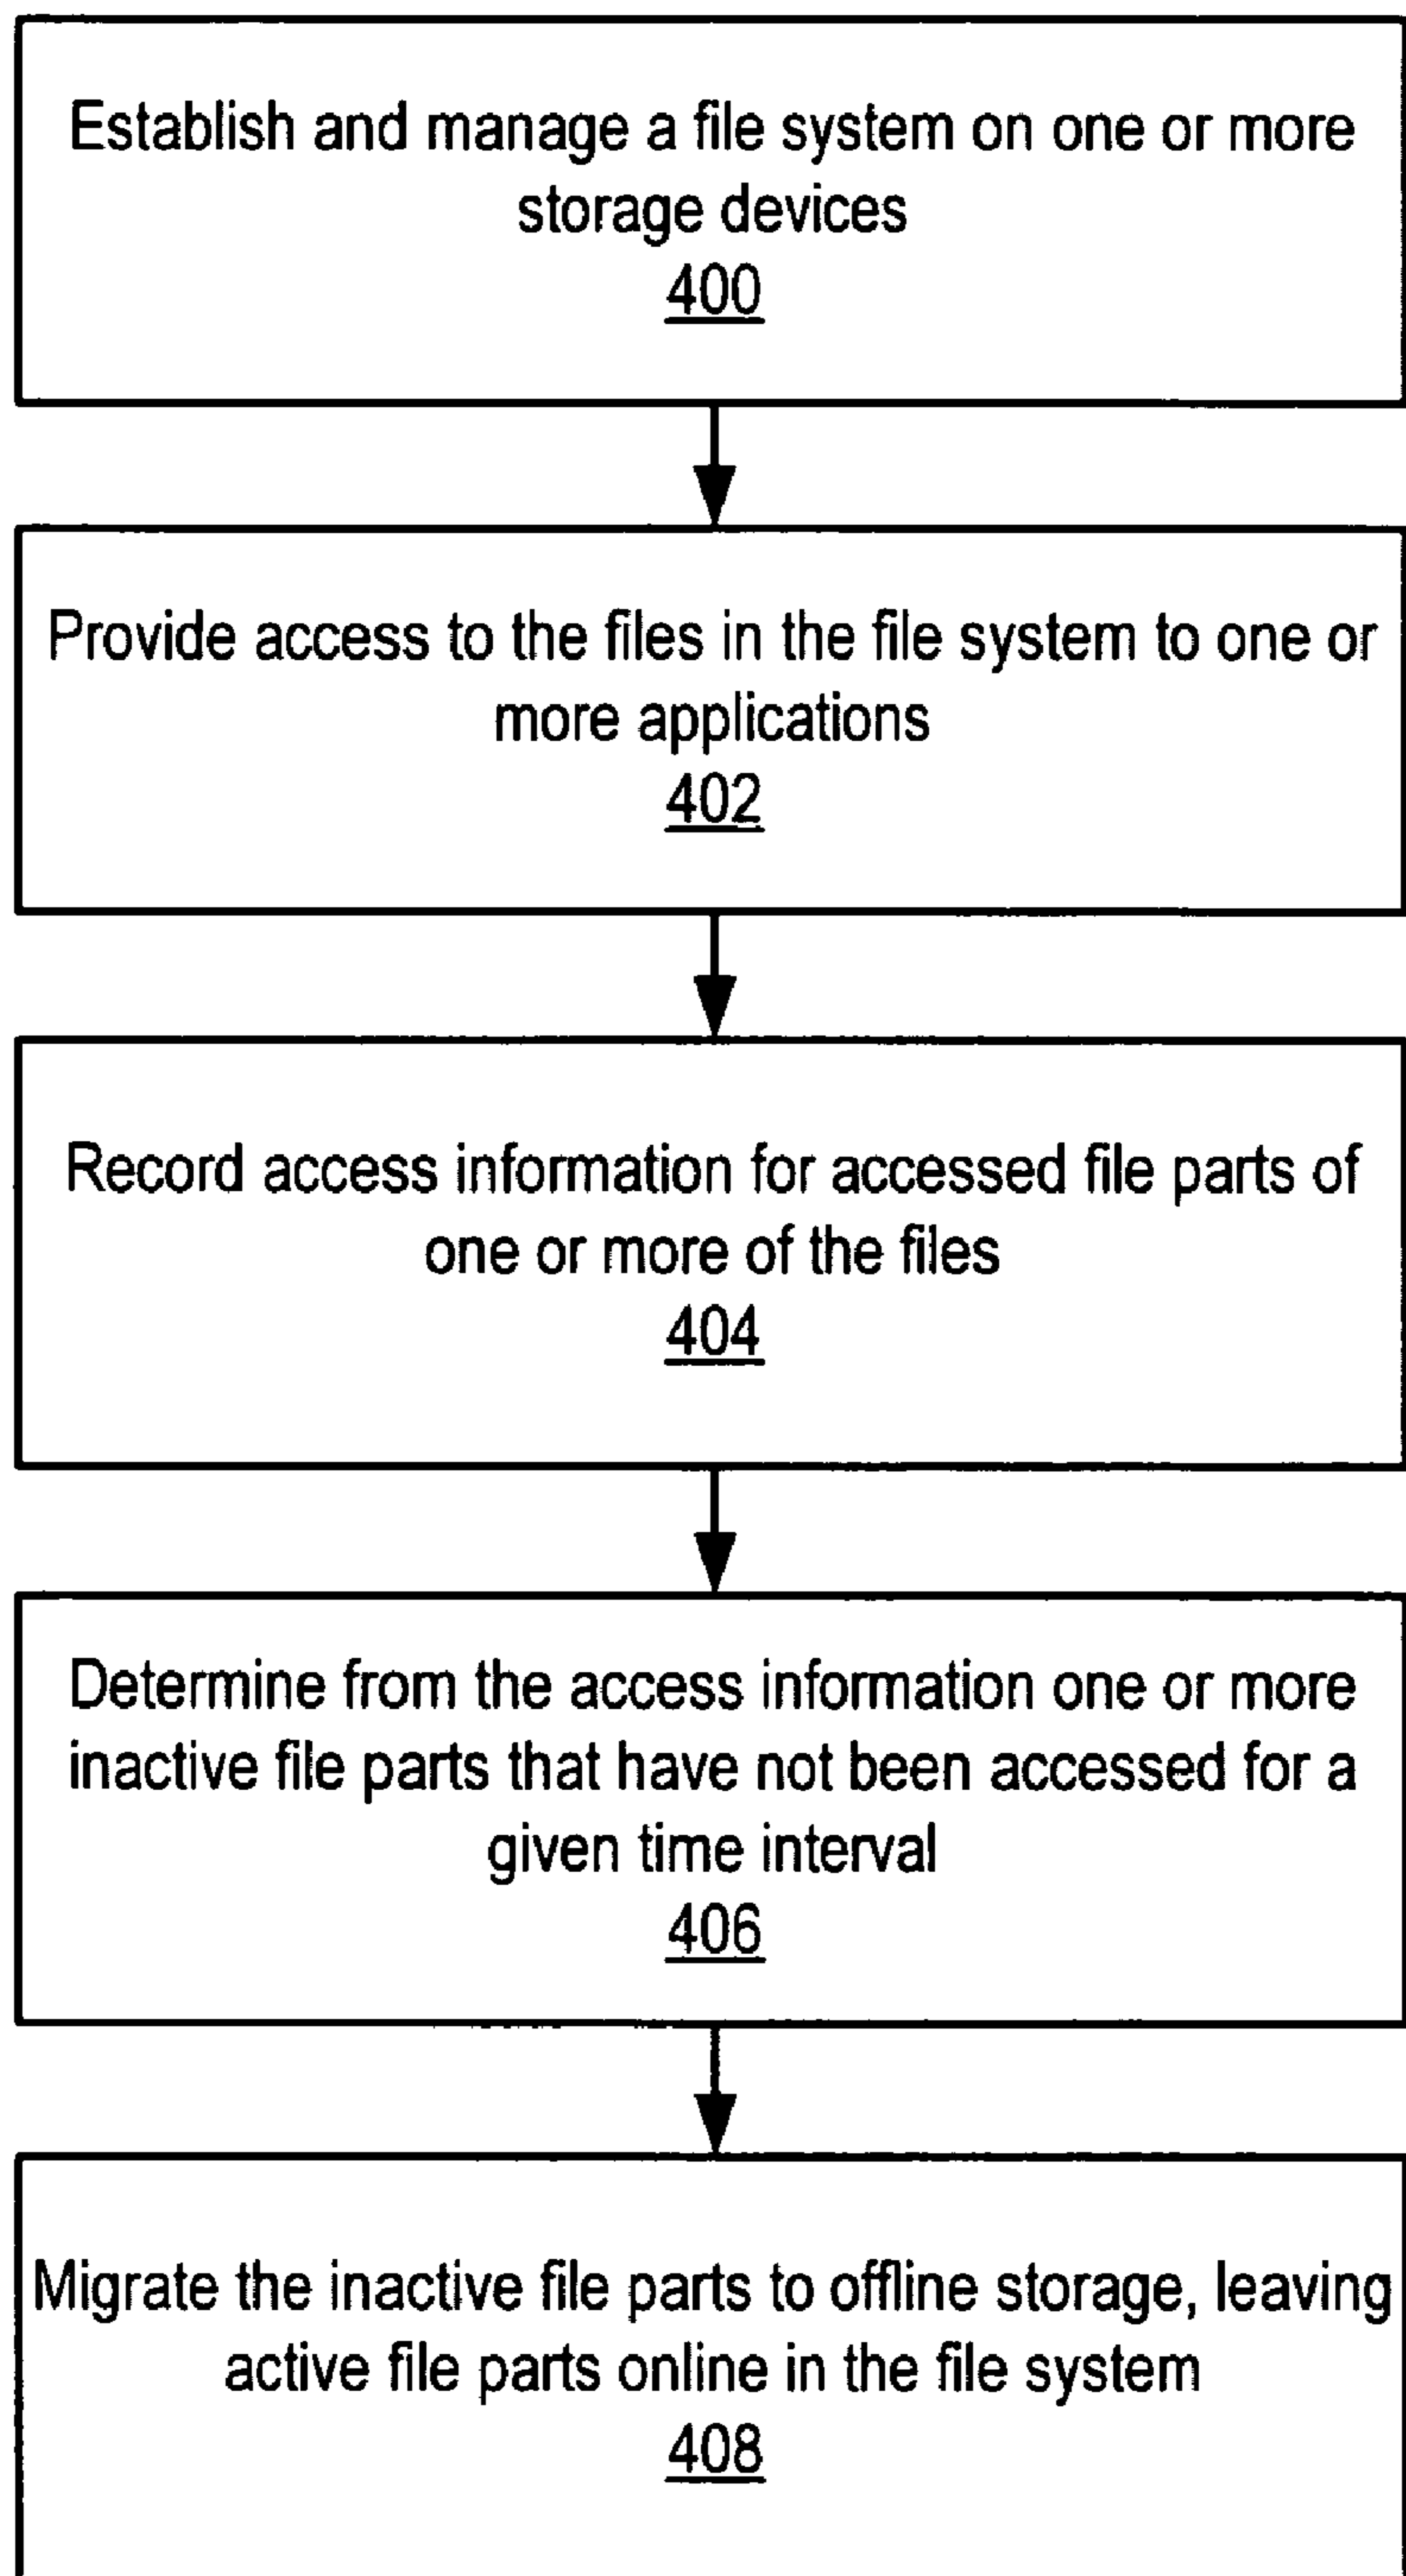 Establish and manage a file system on one or more
storage devices
400
Provide access to the files in the file system to one or
more applications
402
Record access information for accessed file parts of
one or more of the files
404
Determine from the access information one or more
inactive file parts that have not been accessed for a
given time interval
406
Migrate the inactive file parts to offline storage, leaving
active file parts online in the file system
408